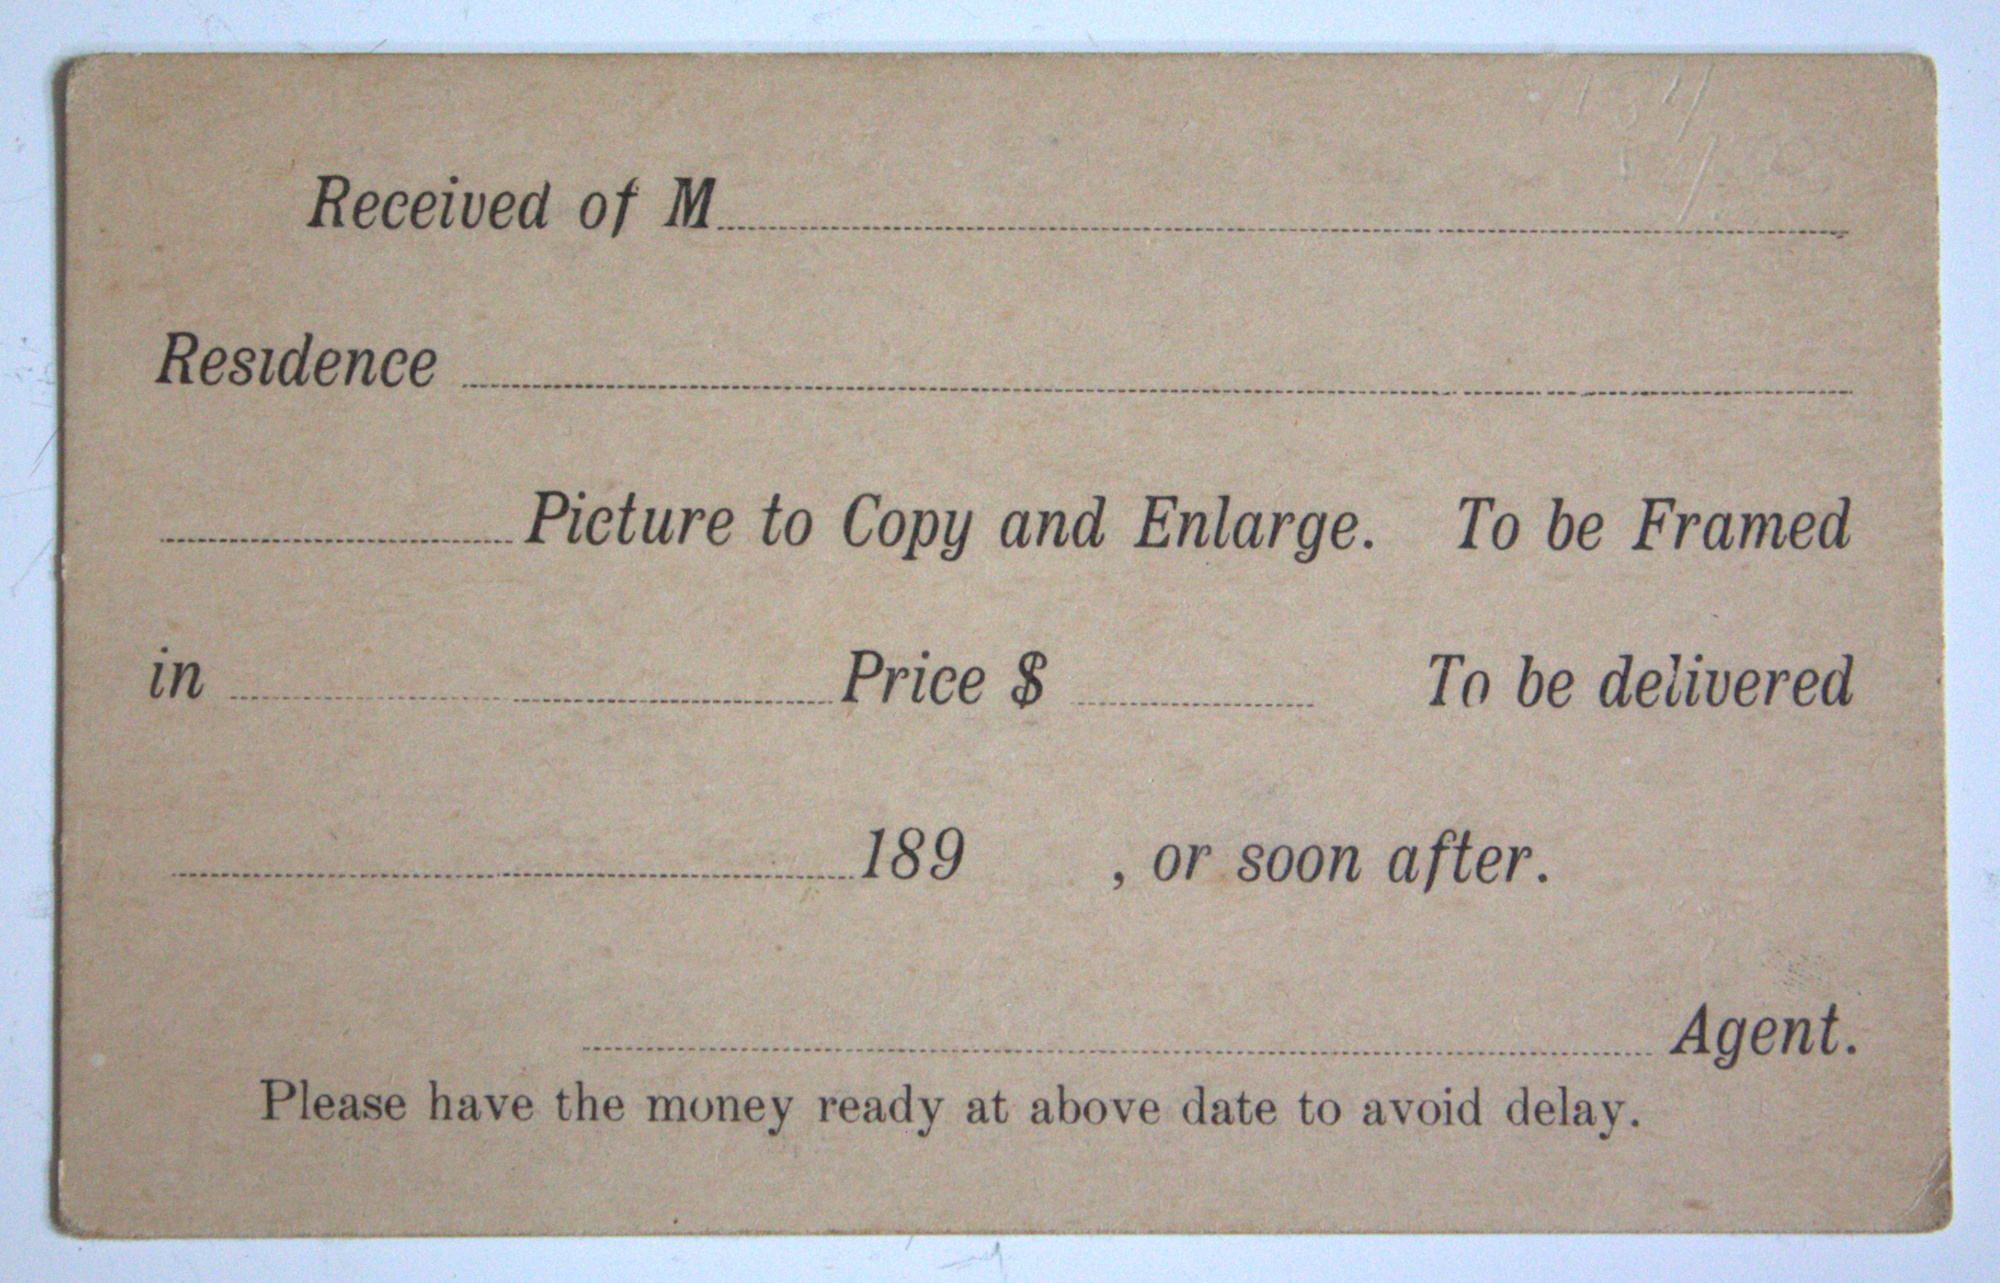 Received of M
Residence
Picture to Copy and Enlarge. To be Framed
in Price $ To be delivered
189 , or soon after.
Agent.
Please have the money ready at above date to avoid delay.